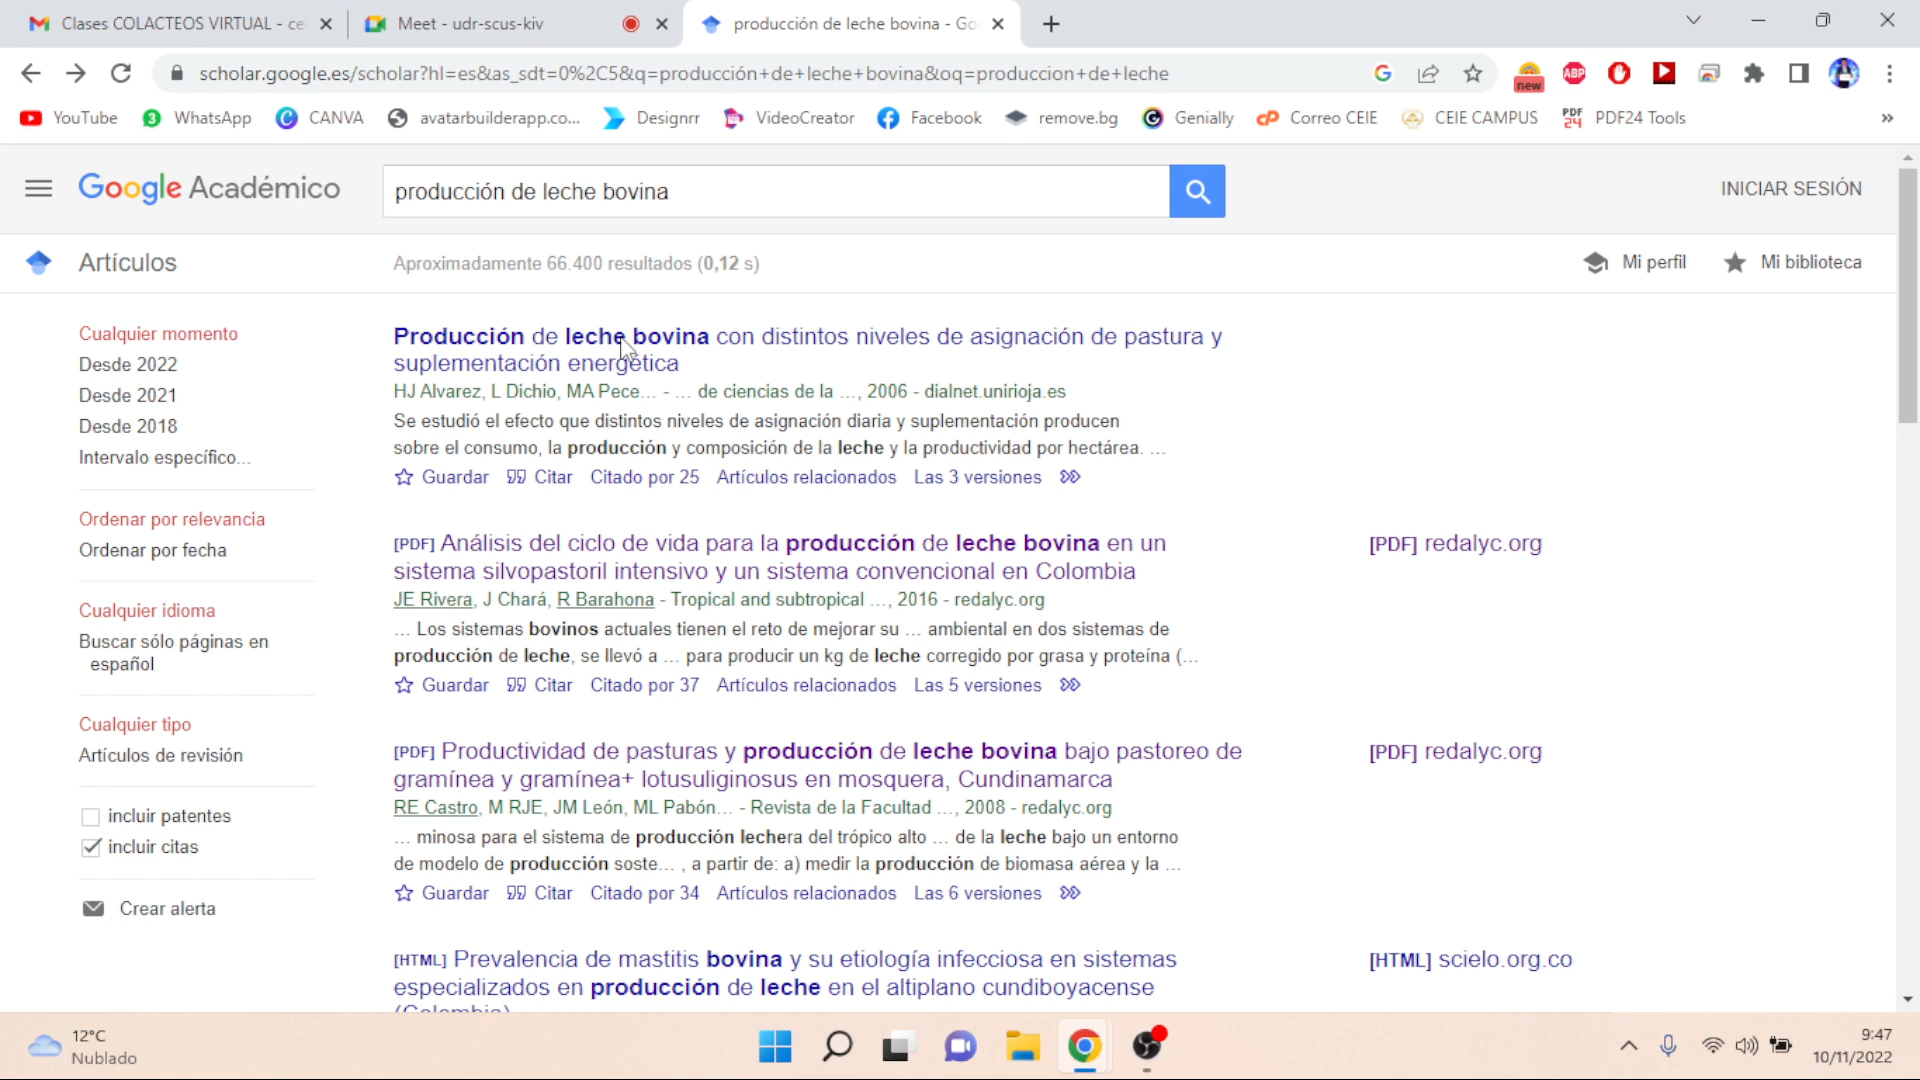 Clases COLACTEOS VIRTUAL - ce
Meet - udr-scus-kiv
producción de leche bovina - Go
scholar.google.es/scholar?hl=es&as_sdt=0%2C5&q=producción+de+leche+bovina&oq=produccion+de+leche
new
ABP
YouTube
3 WhatsApp
CANVA
avatarbuilderapp.co...
Designrr
VideoCreator
Facebook
remove.bg
Genially
cP Correo CEIE
CEIE CAMPUS
PDF 24 PDF24 Tools
Google Académico
producción de leche bovina
INICIAR SESIÓN
Artículos
Aproximadamente 66.400 resultados (0,12 s)
Mi perfil
Mi biblioteca
Cualquier momento
Desde 2022
Desde 2021
Desde 2018
Intervalo específico...
Ordenar por relevancia
Ordenar por fecha
Cualquier idioma
Buscar sólo páginas en
español
Cualquier tipo
Artículos de revisión
incluir patentes
incluir citas
Crear alerta
Producción de leche bovina con distintos niveles de asignación de pastura y
suplementación energética
HJ Alvarez, L Dichio, MA Pece… - … de ciencias de la …, 2006 - dialnet.unirioja.es
Se estudió el efecto que distintos niveles de asignación diaria y suplementación producen
sobre el consumo, la producción y composición de la leche y la productividad por hectárea. …
Guardar Citar Citado por 25 Artículos relacionados Las 3 versiones
[PDF] Análisis del ciclo de vida para la producción de leche bovina en un
sistema silvopastoril intensivo y un sistema convencional en Colombia
[PDF] redalyc.org
JE Rivera, J Chará, R Barahona - Tropical and subtropical …, 2016 - redalyc.org
… Los sistemas bovinos actuales tienen el reto de mejorar su … ambiental en dos sistemas de
producción de leche, se llevó a … para producir un kg de leche corregido por grasa y proteína (…
Guardar Citar Citado por 37 Artículos relacionados Las 5 versiones
[PDF] Productividad de pasturas y producción de leche bovina bajo pastoreo de
gramínea y gramínea+ lotusuliginosus en mosquera, Cundinamarca
[PDF] redalyc.org
RE Castro, M RJE, JM León, ML Pabón… - Revista de la Facultad …, 2008 - redalyc.org
… minosa para el sistema de producción lechera del trópico alto … de la leche bajo un entorno
de modelo de producción soste… , a partir de: a) medir la producción de biomasa aérea y la …
Guardar Citar Citado por 34 Artículos relacionados Las 6 versiones
[HTML] Prevalencia de mastitis bovina y su etiología infecciosa en sistemas
especializados en producción de leche en el altiplano cundiboyacense
(Colombia)
[HTML] scielo.org.co
12°C
Nublado
9:47
10/11/2022